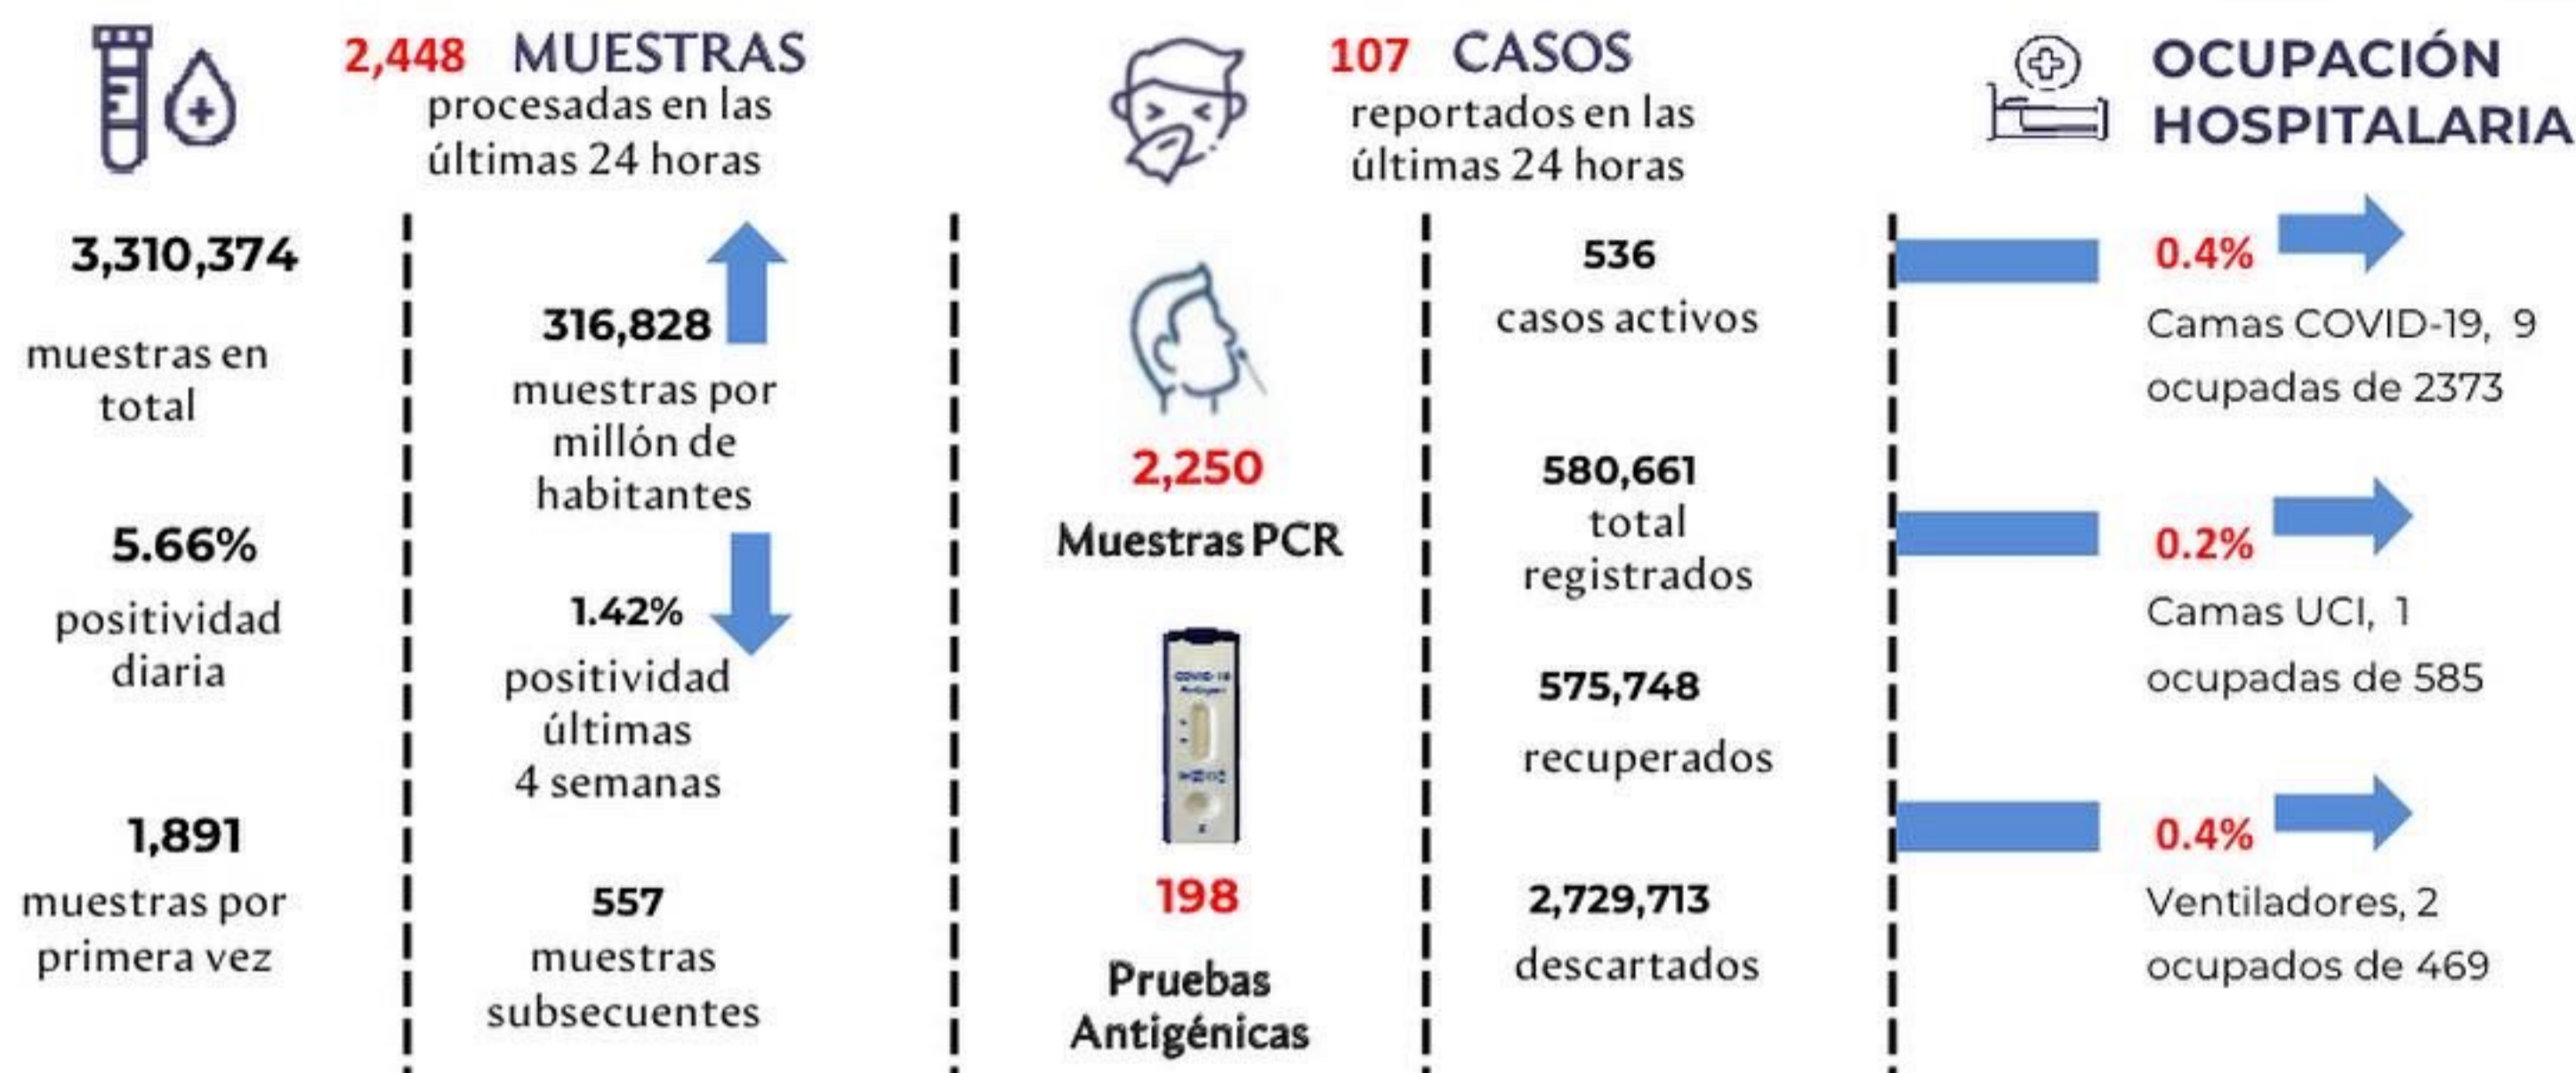 2,448 MUESTRAS
procesadas en las
últimas 24 horas
3,310,374
muestras en
total
5.66%
positividad
diaria
1,891
muestras por
primera vez
316,828
muestras por
millón de
habitantes
1.42%
positividad
últimas
4 semanas
557
muestras
subsecuentes
107 CASOS
reportados en las
últimas 24 horas
2,250
Muestras PCR
COVID-19
198
Pruebas
Antigénicas
536
casos activos
580,661
total
registrados
575,748
recuperados
2,729,713
descartados
OCUPACIÓN
HOSPITALARIA
0.4%
Camas COVID-19, 9
ocupadas de 2373
0.2%
Camas UCI, 1
ocupadas de 585
0.4%
Ventiladores, 2
ocupados de 469